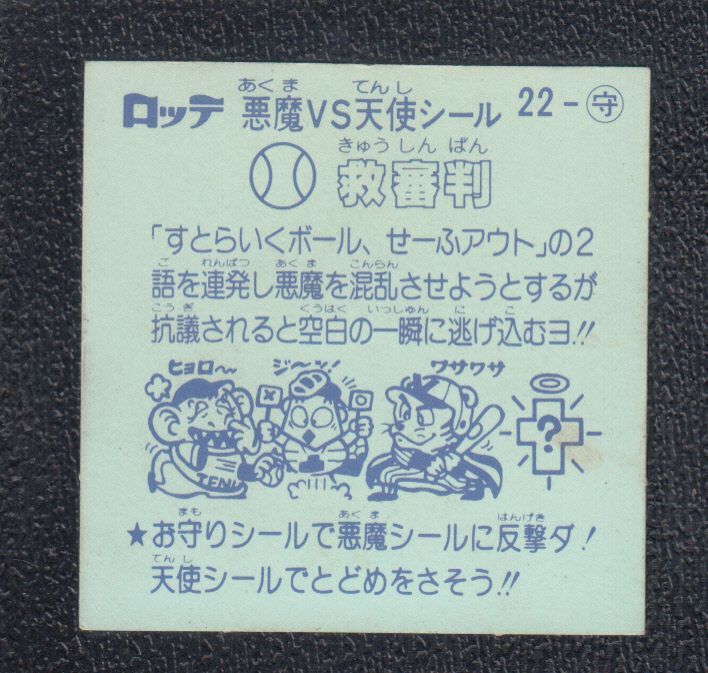 ロッテ 悪魔VS天使シール 22-守
あくま てんし
救審判
きゅうしんぱん
「すとらいくボール、せーふアウト」の2
語を連発し悪魔を混乱させようとするが
ご れんぱつ あくま こんらん
抗議されると空白の一瞬に逃げ込むヨ!!
こうぎ くうはく いっしゅん に こ
ヒョロ〜〜 ジ〜ッ! ワサワサ
TEN
?
★お守りシールで悪魔シールに反撃ダ!
まも あくま はんげき
天使シールでとどめをさそう!!
てんし